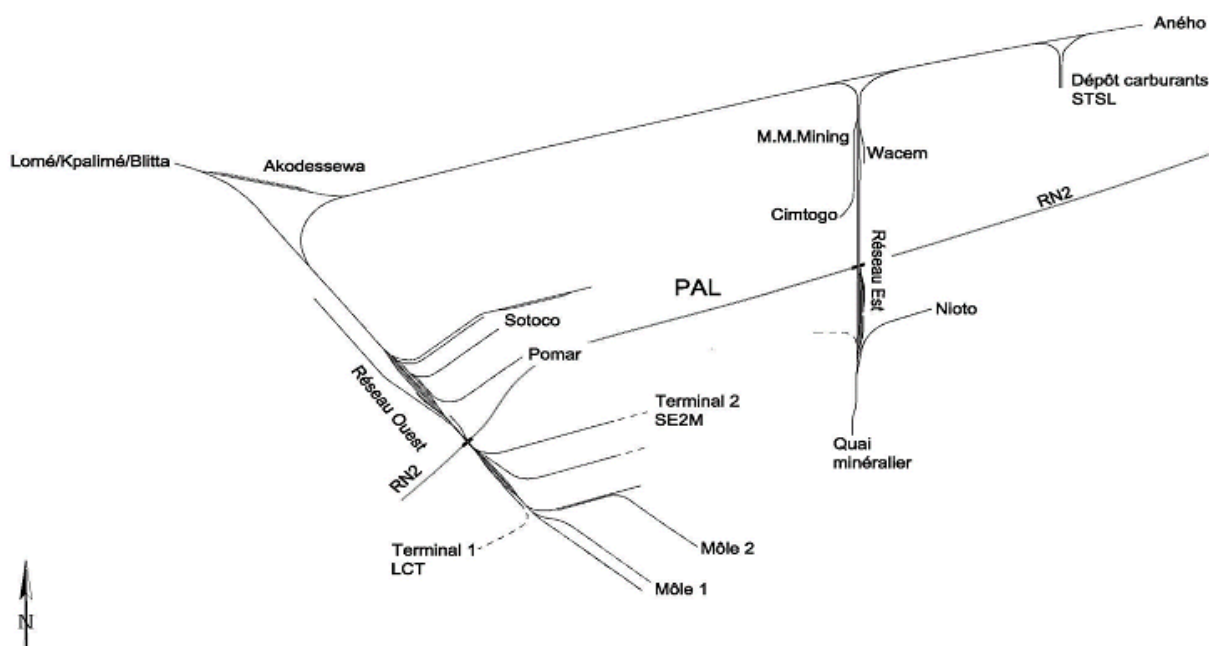 Aného
Dépôt carburants
STSL
M.M.Mining
Wacem
Lomé/Kpalimé/Blitta
Akodessewa
Cimtogo
RN2
Réseau Est
PAL
Nioto
Sotoco
Pomar
Réseau Ouest
Terminal 2
SE2M
Quai
minéralier
RN2
Terminal 1
LCT
Môle 2
Môle 1
N